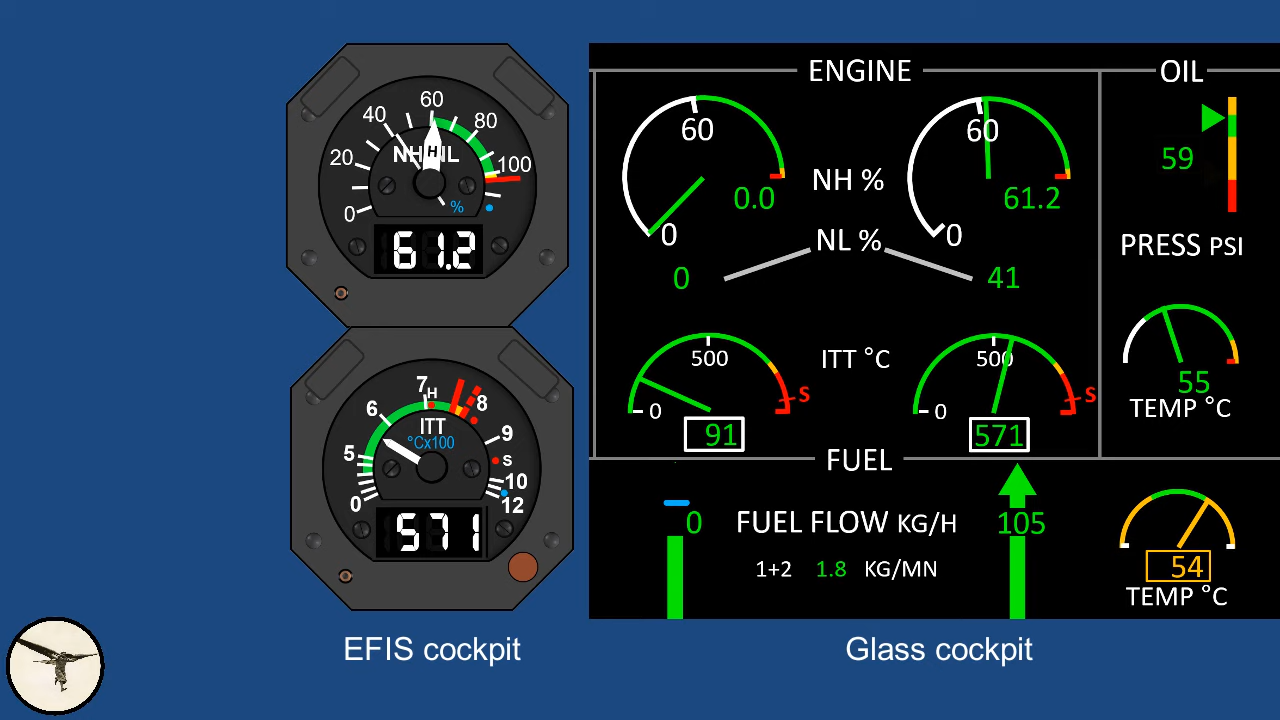 60
40
80
NH
H
NL
20
100
0
%
61.2
7
H
6
8
ITT
°Cx100
9
5
S
10
0
12
571
EFIS cockpit
ENGINE
OIL
60
60
NH %
59
0.0
61.2
0
0
NL %
PRESS PSI
0
41
500
ITT °C
500
S
S
55
0
0
TEMP °C
91
571
FUEL
0
FUEL FLOW KG/H
105
1+2 1.8 KG/MN
54
TEMP °C
Glass cockpit